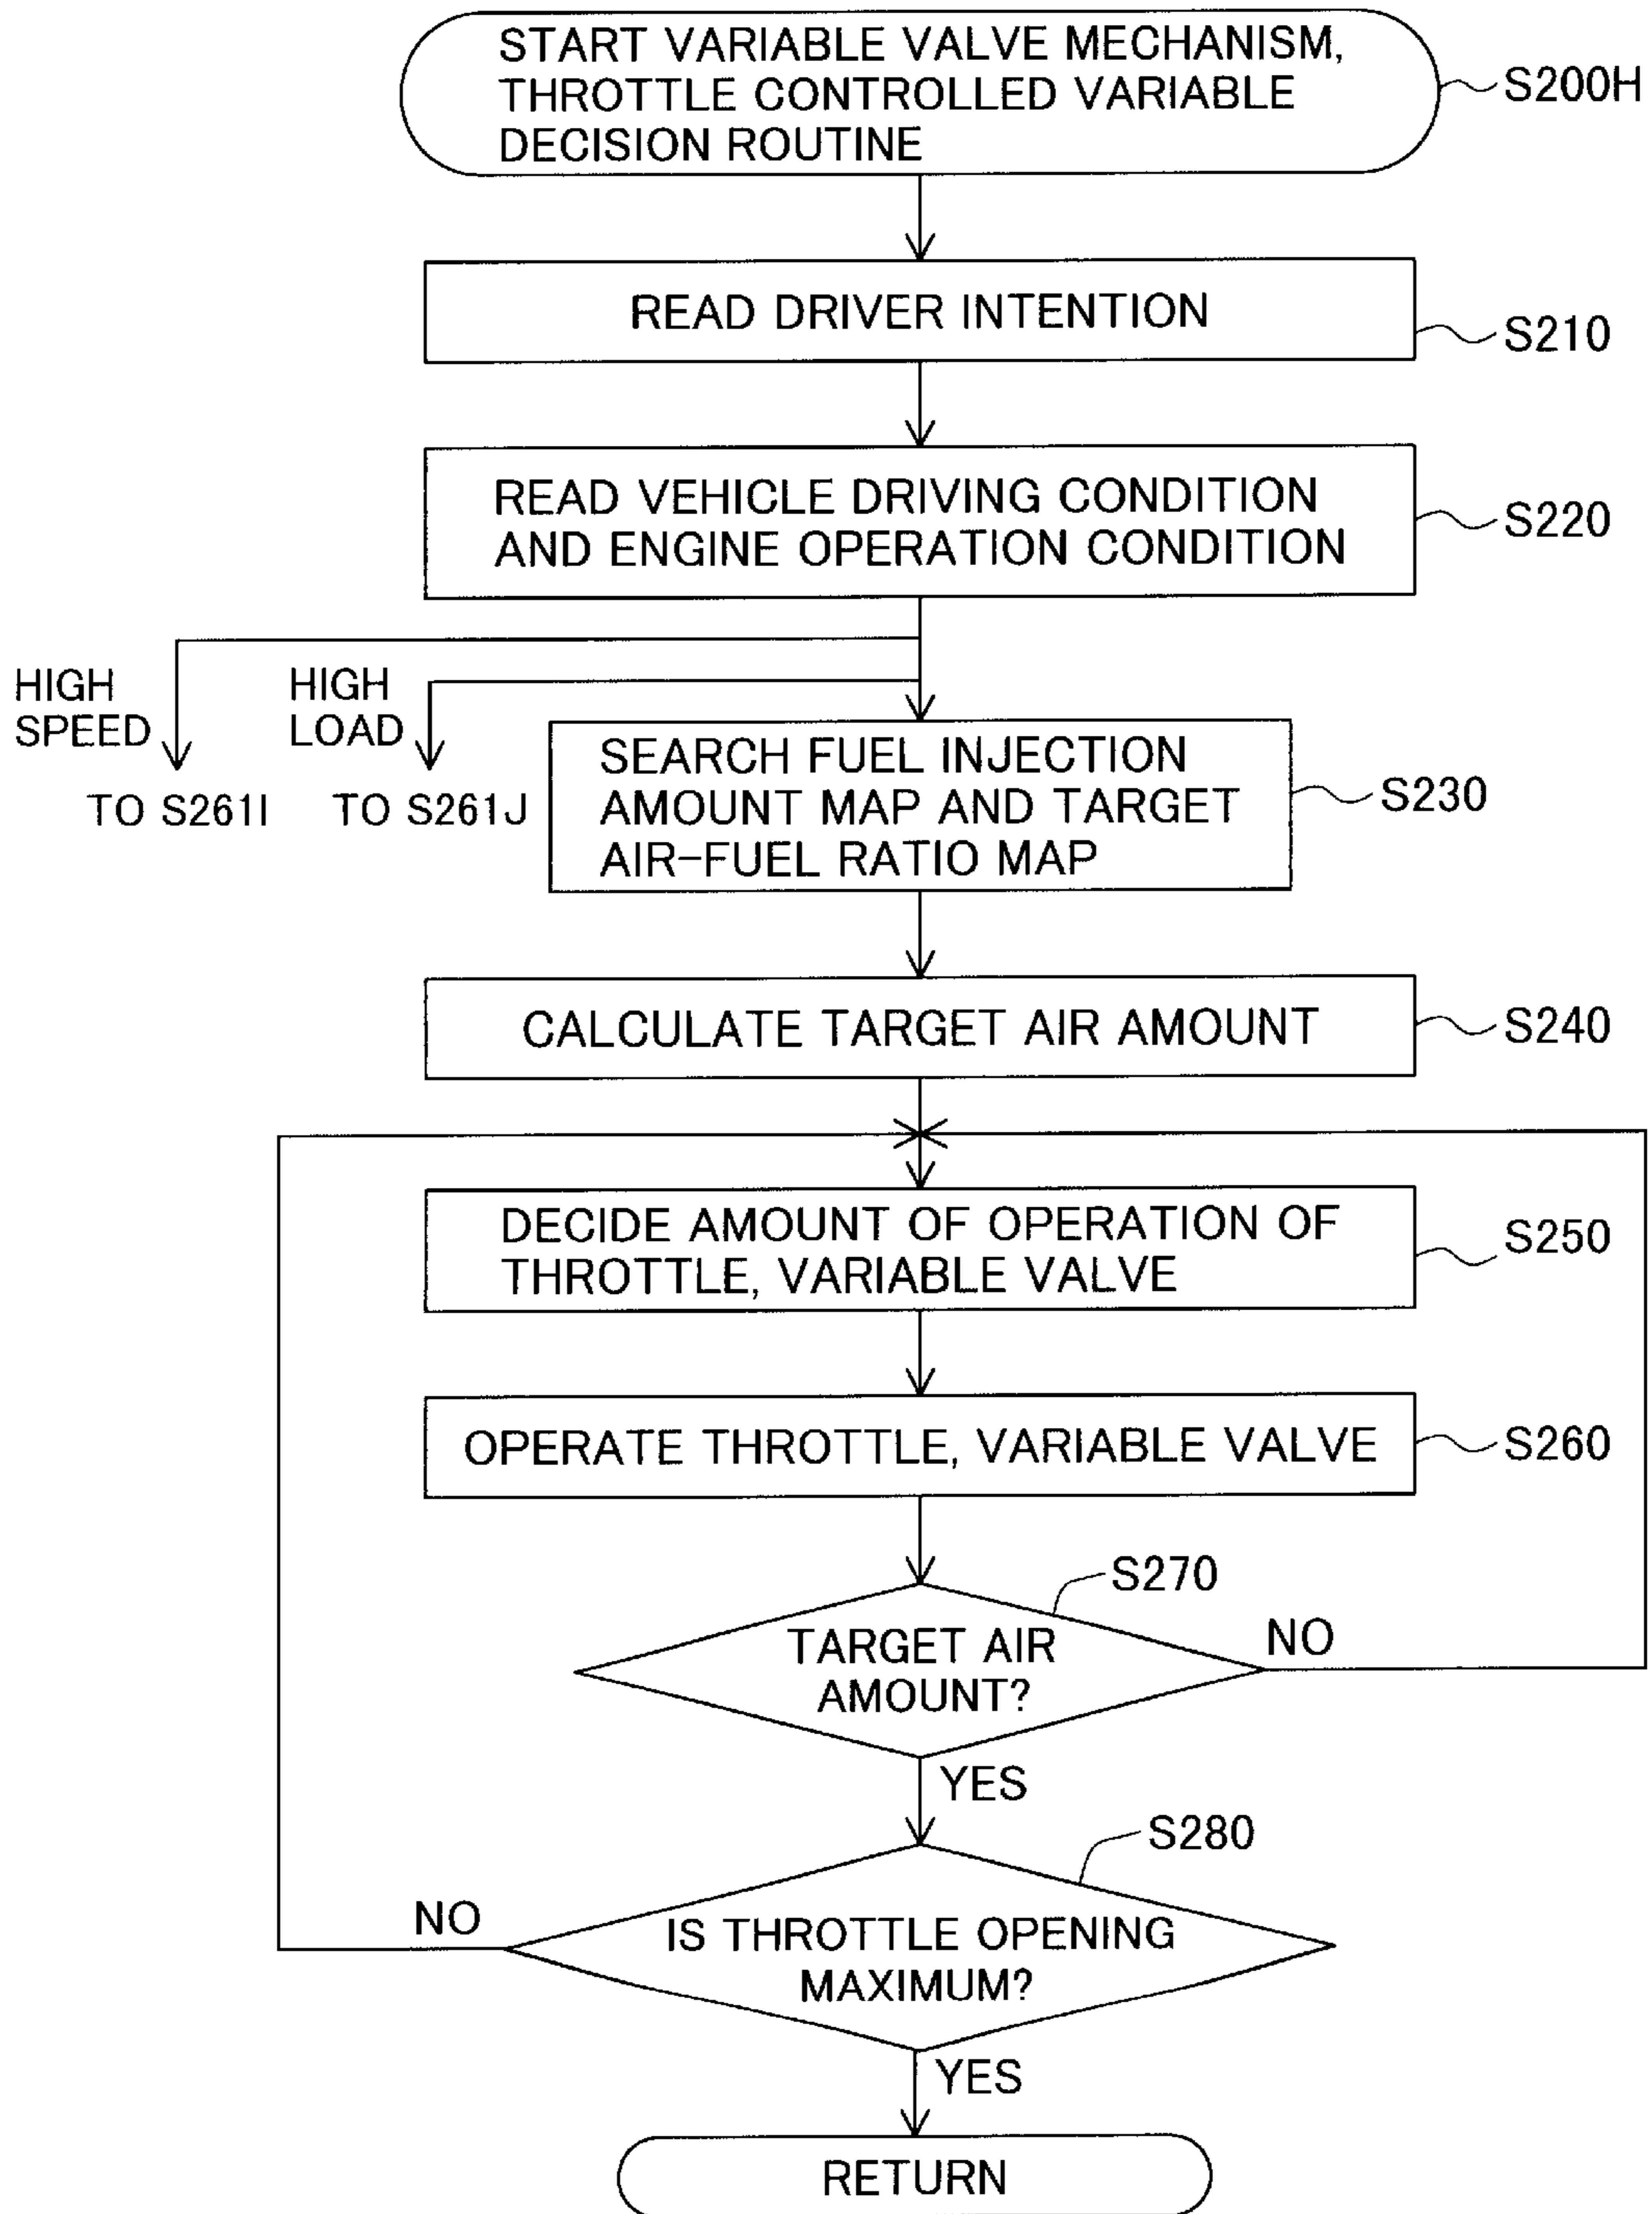 START VARIABLE VALVE MECHANISM,
THROTTLE CONTROLLED VARIABLE
DECISION ROUTINE
S200H
READ DRIVER INTENTION
S210
READ VEHICLE DRIVING CONDITION
AND ENGINE OPERATION CONDITION
S220
HIGH
SPEED
TO S261I
HIGH
LOAD
TO S261J
SEARCH FUEL INJECTION
AMOUNT MAP AND TARGET
AIR-FUEL RATIO MAP
S230
CALCULATE TARGET AIR AMOUNT
S240
DECIDE AMOUNT OF OPERATION OF
THROTTLE, VARIABLE VALVE
S250
OPERATE THROTTLE, VARIABLE VALVE
S260
S270
TARGET AIR
AMOUNT?
NO
YES
S280
NO
IS THROTTLE OPENING
MAXIMUM?
YES
RETURN